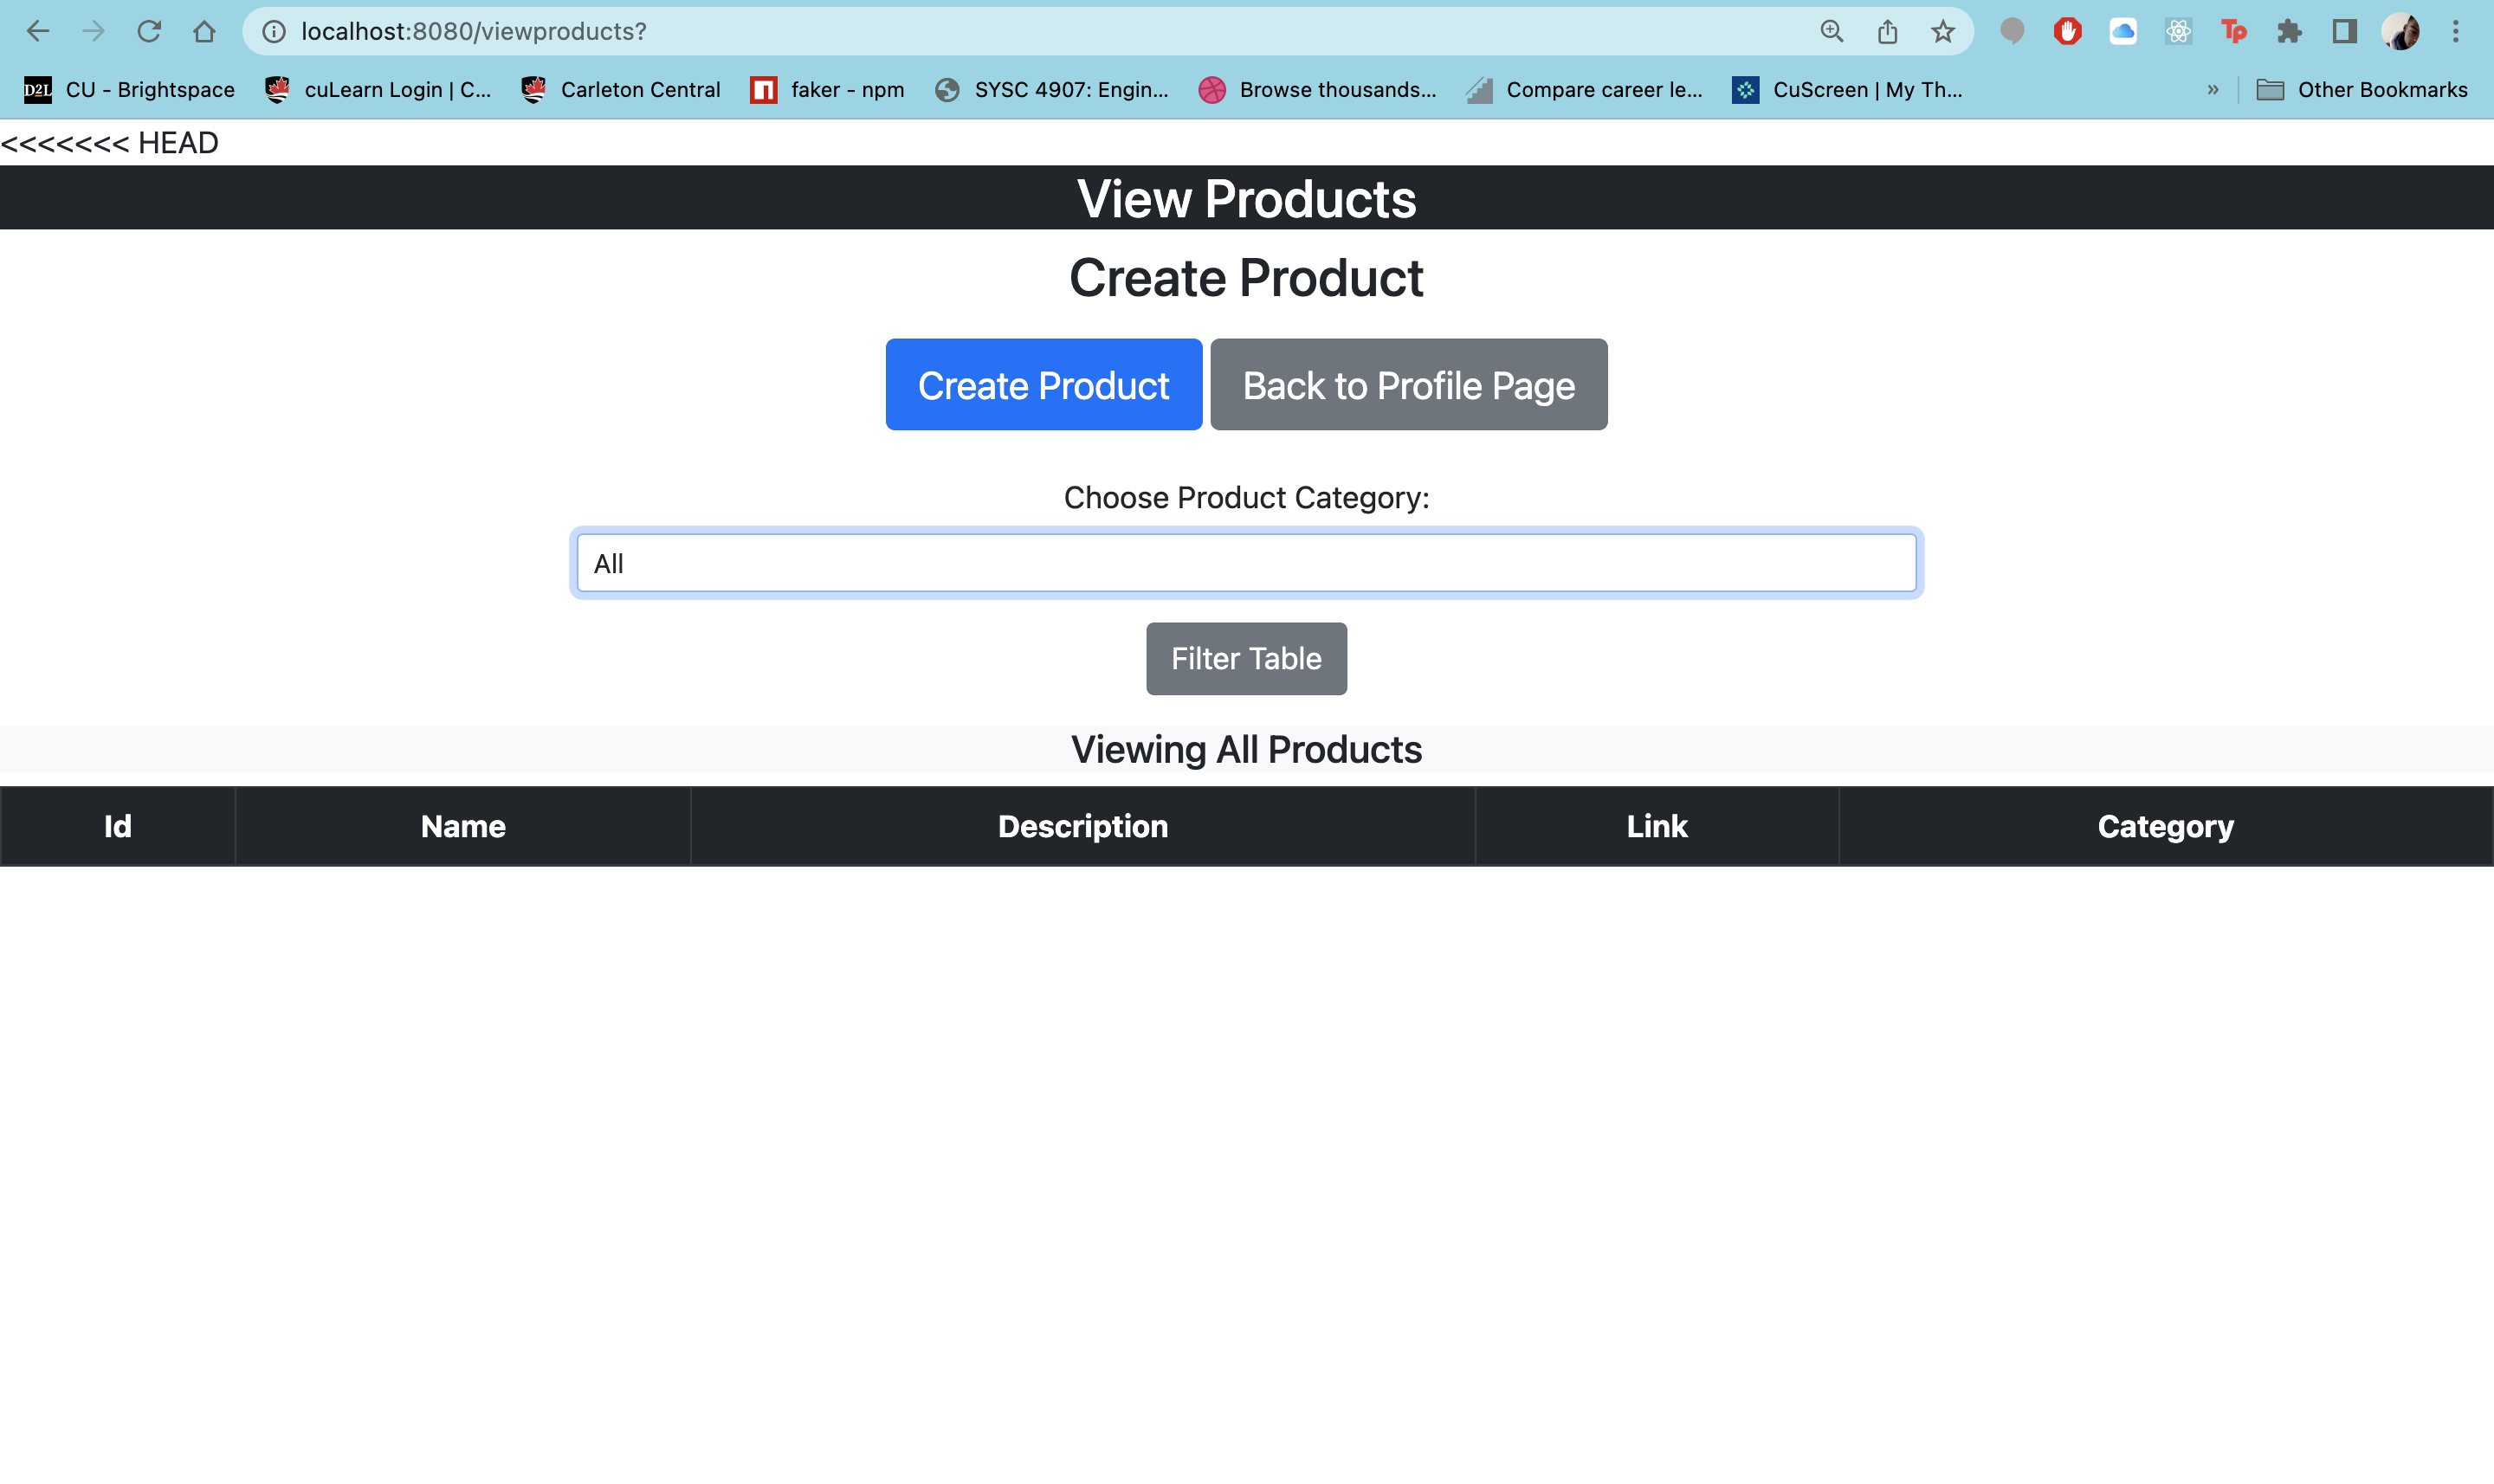 localhost:8080/viewproducts?
Tp
D2L CU - Brightspace cuLearn Login | C... Carleton Central faker - npm SYSC 4907: Engin... Browse thousands... Compare career le... CuScreen | My Th... » Other Bookmarks
<<<<<<< HEAD
View Products
Create Product
Create Product Back to Profile Page
Choose Product Category:
All
Filter Table
Viewing All Products
Id Name Description Link Category